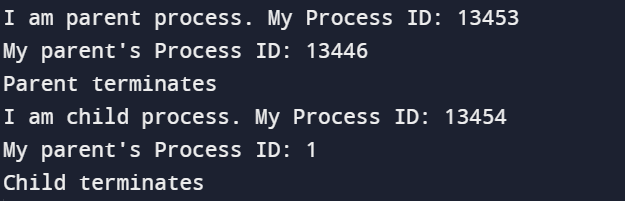 I am parent process. My Process ID: 13453
My parent's Process ID: 13446
Parent terminates
I am child process. My Process ID: 13454
My parent's Process ID: 1
Child terminates